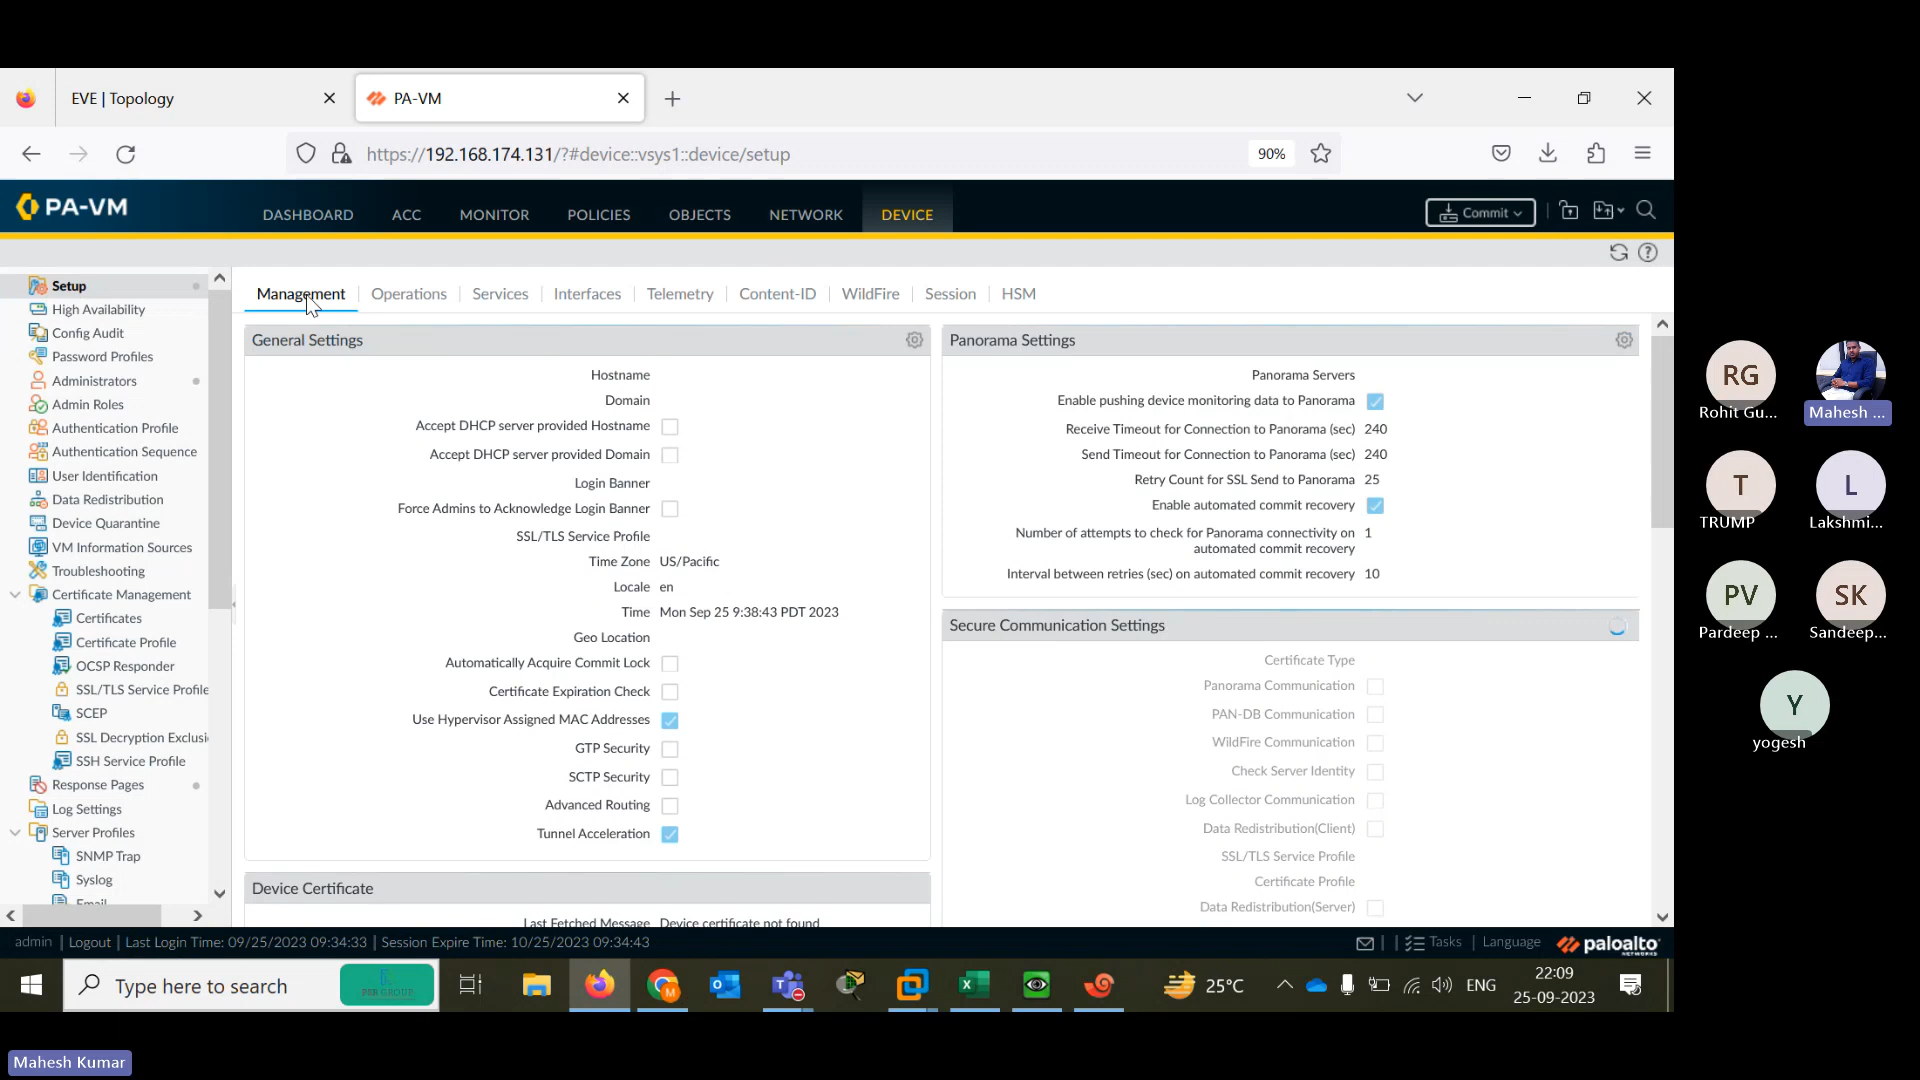 EVE | Topology
PA-VM
https://192.168.174.131/?#device::vsys1::device/setup
90%
PA-VM
DASHBOARD
ACC
MONITOR
POLICIES
OBJECTS
NETWORK
DEVICE
Commit
Setup
High Availability
Config Audit
Password Profiles
Administrators
Admin Roles
Authentication Profile
Authentication Sequence
User Identification
Data Redistribution
Device Quarantine
VM Information Sources
Troubleshooting
Certificate Management
Certificates
Certificate Profile
OCSP Responder
SSL/TLS Service Profile
SCEP
SSL Decryption Exclusi
SSH Service Profile
Response Pages
Log Settings
Server Profiles
SNMP Trap
Syslog
Email
Management
Operations
Services
Interfaces
Telemetry
Content-ID
WildFire
Session
HSM
General Settings
Hostname
Domain
Accept DHCP server provided Hostname
Accept DHCP server provided Domain
Login Banner
Force Admins to Acknowledge Login Banner
SSL/TLS Service Profile
Time Zone US/Pacific
Locale en
Time Mon Sep 25 9:38:43 PDT 2023
Geo Location
Automatically Acquire Commit Lock
Certificate Expiration Check
Use Hypervisor Assigned MAC Addresses
GTP Security
SCTP Security
Advanced Routing
Tunnel Acceleration
Device Certificate
Last Fetched Message Device certificate not found
Panorama Settings
Panorama Servers
Enable pushing device monitoring data to Panorama
Receive Timeout for Connection to Panorama (sec) 240
Send Timeout for Connection to Panorama (sec) 240
Retry Count for SSL Send to Panorama 25
Enable automated commit recovery
Number of attempts to check for Panorama connectivity on 1
automated commit recovery
Interval between retries (sec) on automated commit recovery 10
Secure Communication Settings
Certificate Type
Panorama Communication
PAN-DB Communication
WildFire Communication
Check Server Identity
Log Collector Communication
Data Redistribution(Client)
SSL/TLS Service Profile
Certificate Profile
Data Redistribution(Server)
admin | Logout | Last Login Time: 09/25/2023 09:34:33 | Session Expire Time: 10/25/2023 09:34:43
Tasks | Language
paloalto
NETWORKS
Type here to search
25°C
ENG
22:09
25-09-2023
RG
Rohit Gu...
Mahesh ...
T
TRUMP
L
Lakshmi...
PV
Pardeep ...
SK
Sandeep...
Y
yogesh
Mahesh Kumar